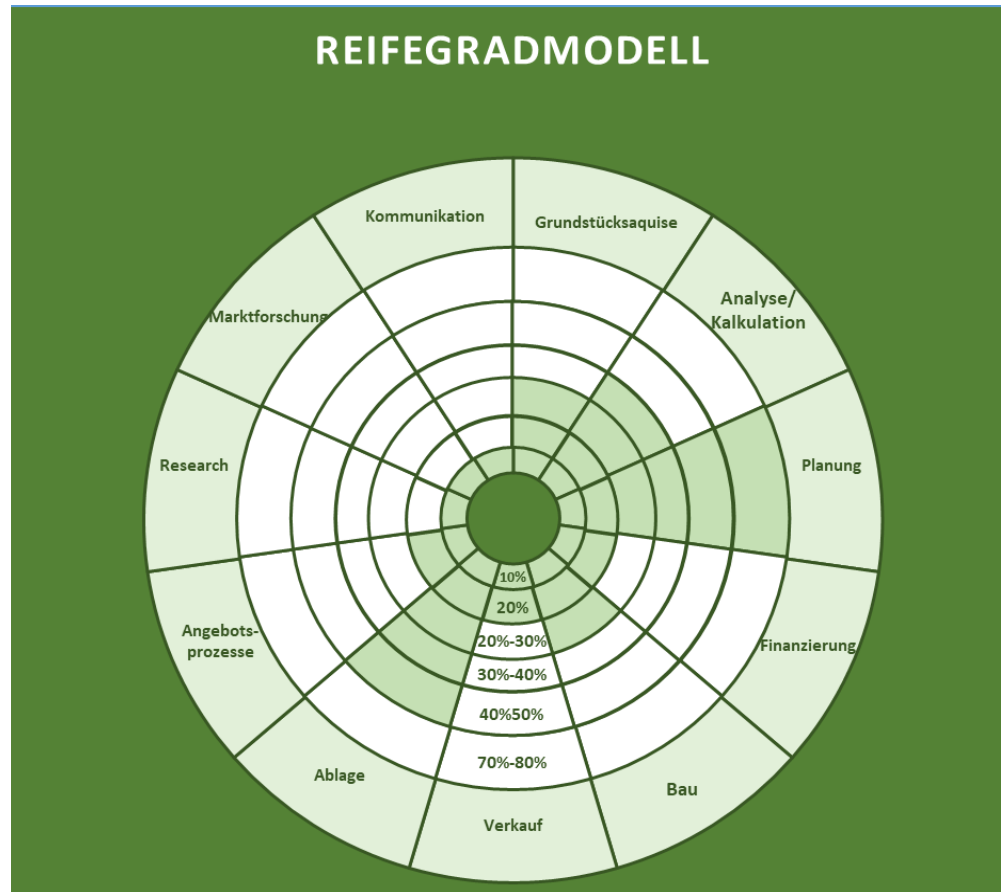 REIFEGRADMODELL
Kommunikation
Grundstücksaquise
Analyse/
Kalkulation
Marktforschung
Research
Planung
Angebots-
prozesse
Finanzierung
Ablage
Bau
Verkauf
10%
20%
20%-30%
30%-40%
40%50%
70%-80%